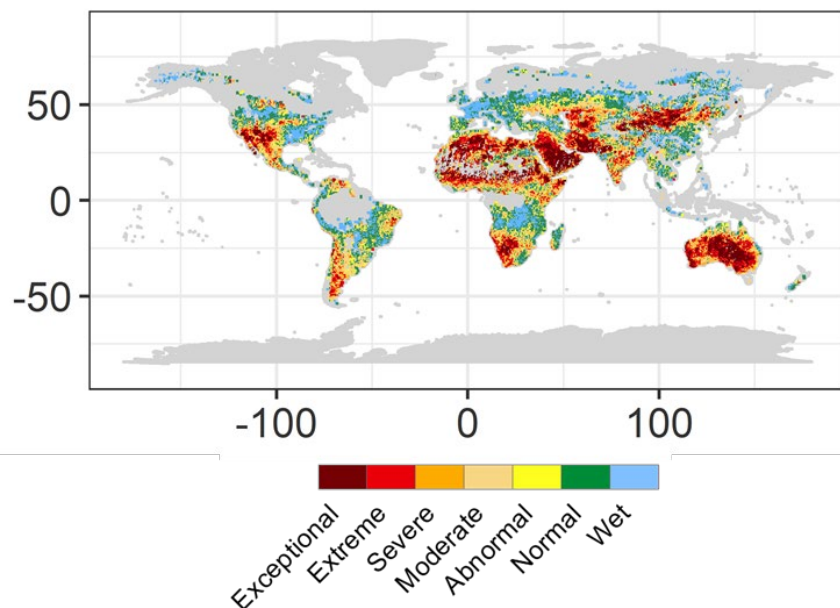 50
0
-50
-100 0 100
Exceptional
Extreme
Severe
Moderate
Abnormal
Normal
Wet